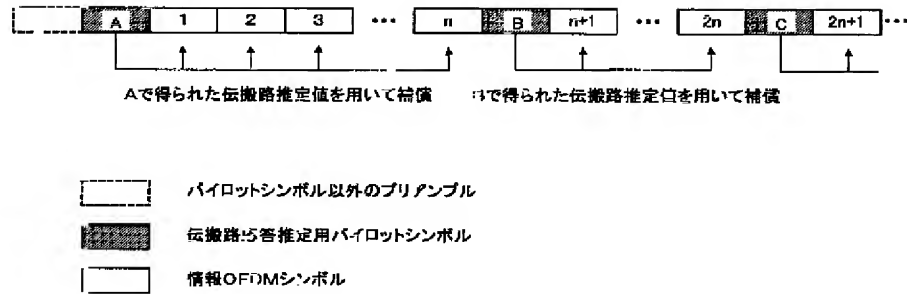 A 1 2 3 ••• n B n+1 ••• 2n C 2n+1 •••
Aで得られた伝搬路推定値を用いて補償 Bで得られた伝搬路推定値を用いて補償
パイロットシンボル以外のプリアンブル
伝搬路応答推定用パイロットシンボル
情報OFDMシンボル